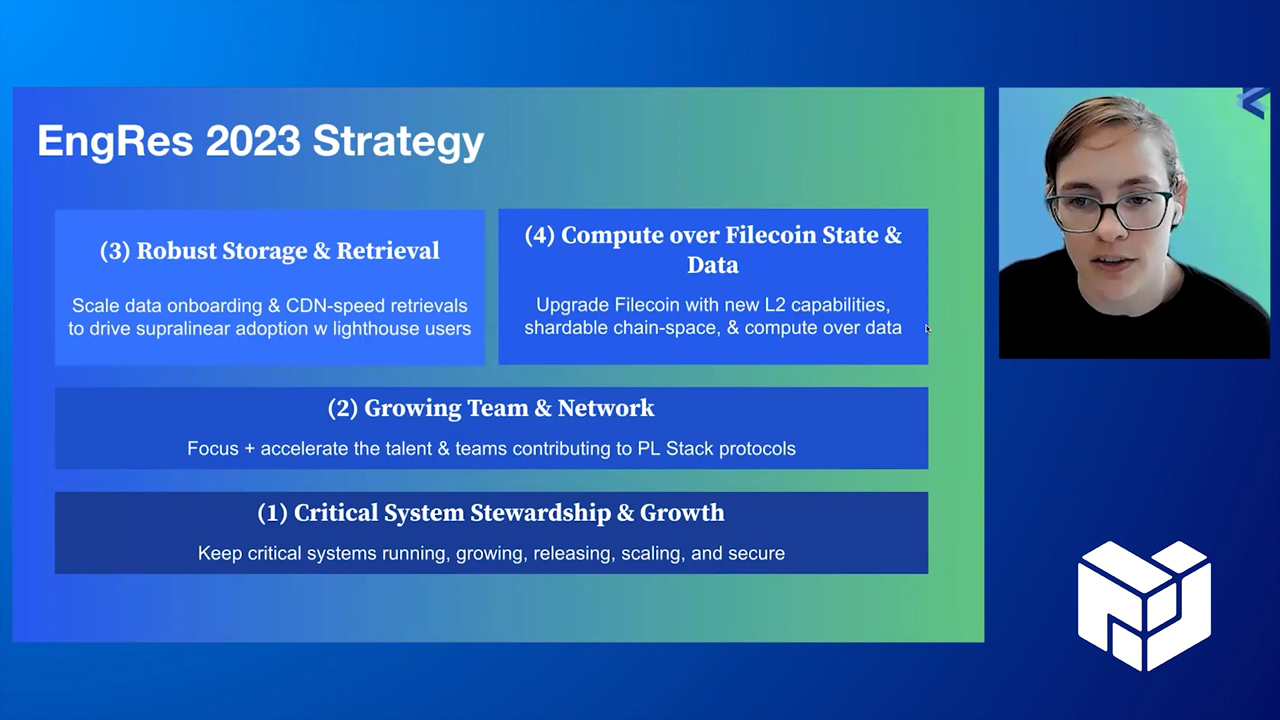 EngRes 2023 Strategy
(3) Robust Storage & Retrieval
Scale data onboarding & CDN-speed retrievals
to drive supralinear adoption w lighthouse users
(4) Compute over Filecoin State &
Data
Upgrade Filecoin with new L2 capabilities,
shardable chain-space, & compute over data
(2) Growing Team & Network
Focus + accelerate the talent & teams contributing to PL Stack protocols
(1) Critical System Stewardship & Growth
Keep critical systems running, growing, releasing, scaling, and secure